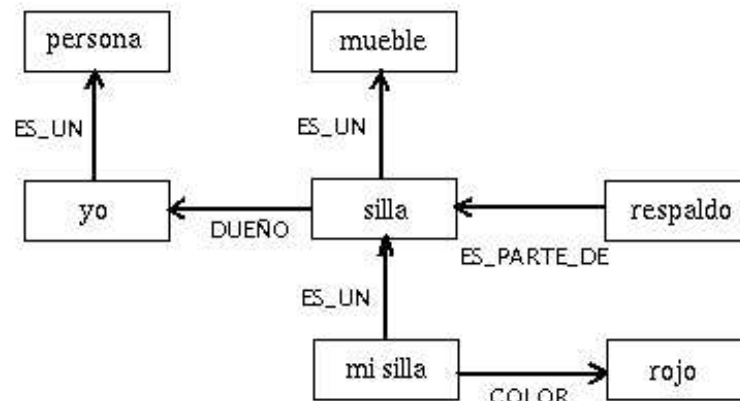 persona
mueble
ES_UN
ES_UN
yo
silla
respaldo
DUEÑO
ES_PARTE_DE
ES_UN
mi silla
rojo
COLOR